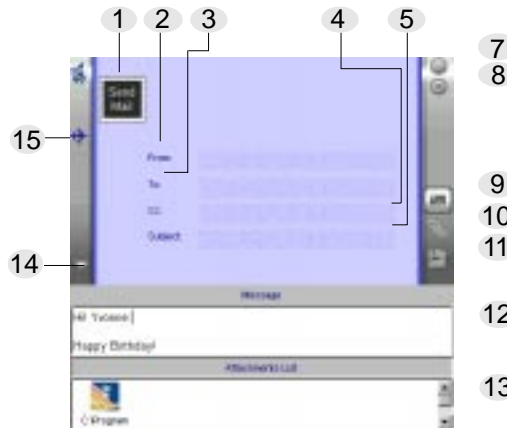 1 2 3 4 5
7
8
Send
Mail
15
From:
To:
CC:
Subject:
9
10
11
14
Message
Hi! Yvonne
Happy Birthday!
12
Attachments List
13
C:\Program